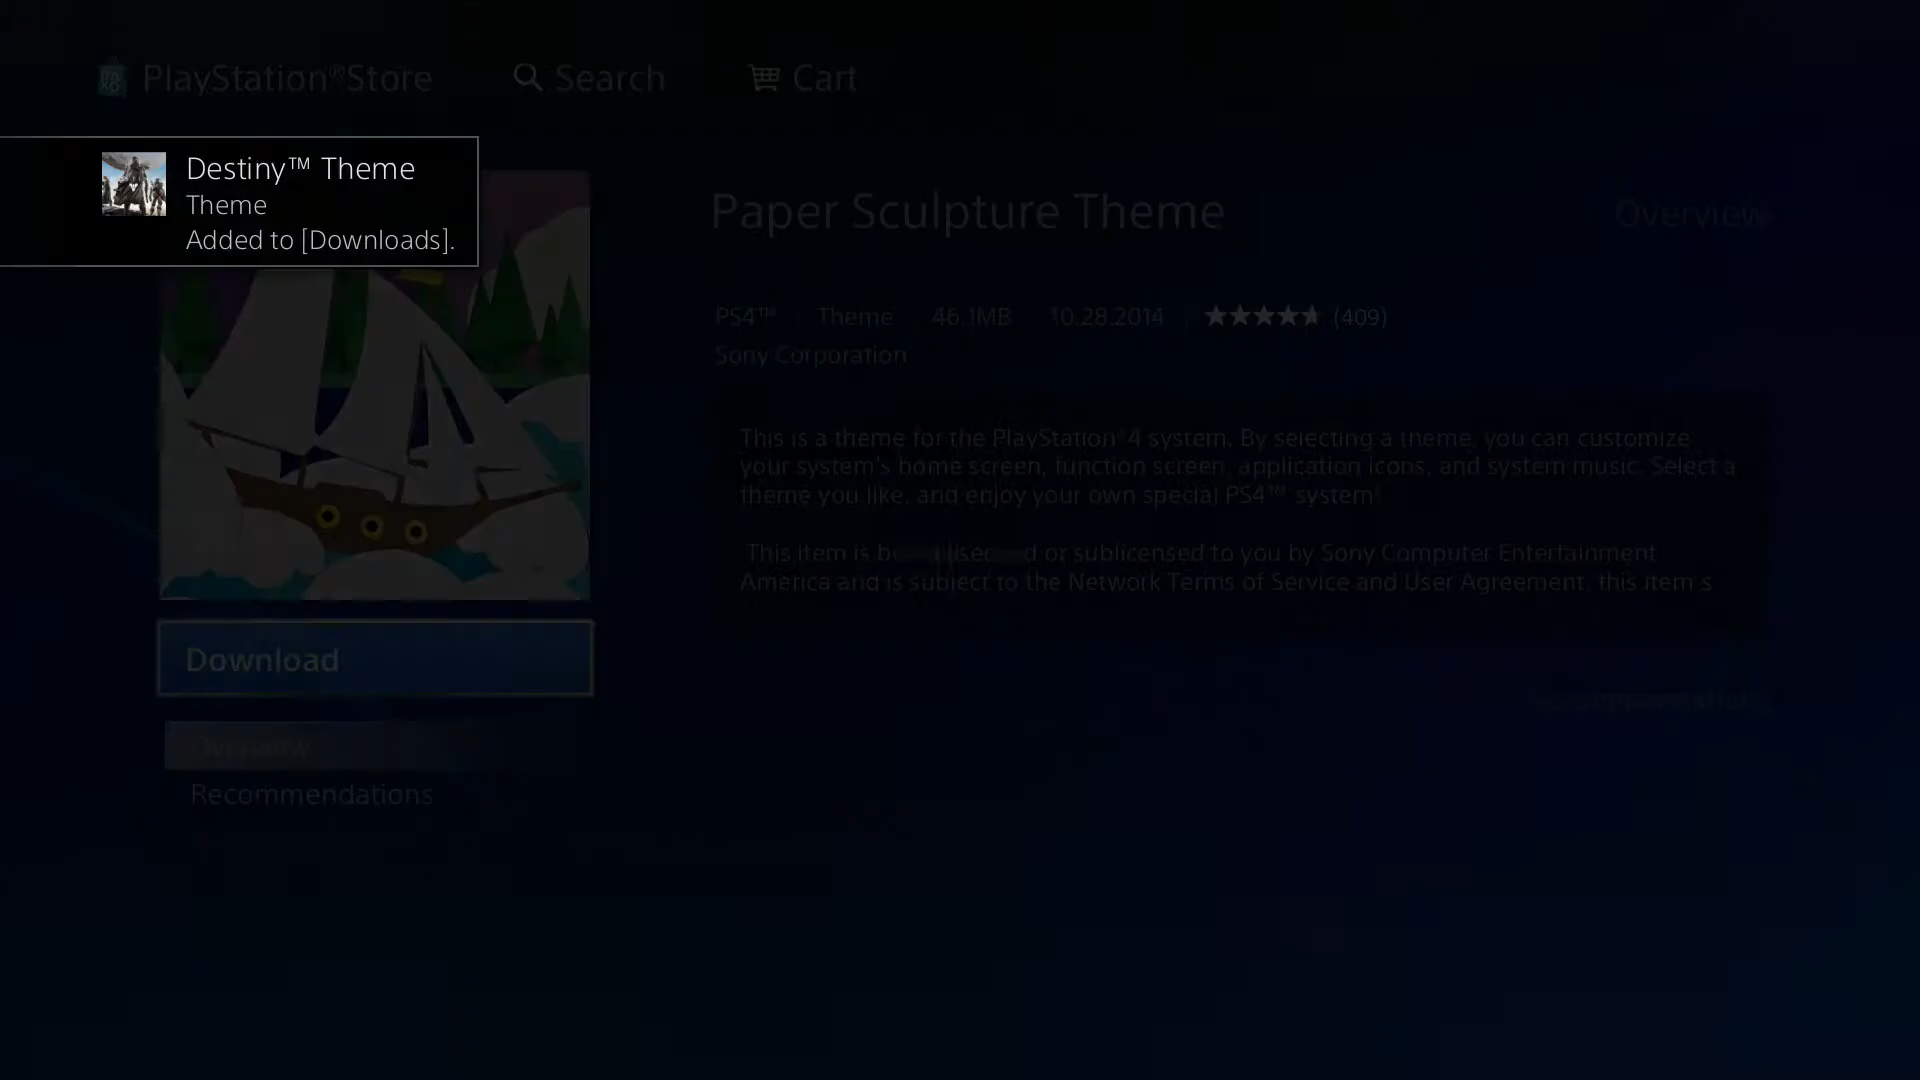 PlayStation®Store
Search
Cart
Destiny™ Theme
Theme
Added to [Downloads].
Paper Sculpture Theme
Overview
PS4™ Theme 46.1MB 10.28.2014 ★★★★★ (409)
Sony Corporation
This is a theme for the PlayStation®4 system. By selecting a theme, you can customize
your system's home screen, function screen, application icons, and system music. Select a
theme you like, and enjoy your own special PS4™ system!
This item is or sublicensed to you by Sony Computer Entertainment
America and is subject to the Network Terms of Service and User Agreement, this item s
Download
Overview
Recommendations